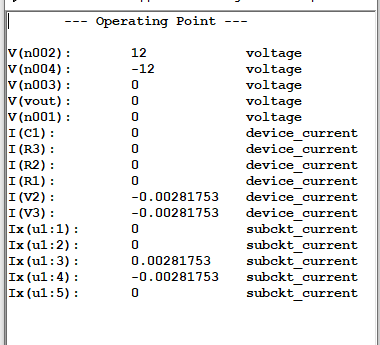 --- Operating Point ---
V(n002): 12 voltage
V(n004): -12 voltage
V(n003): 0 voltage
V(vout): 0 voltage
V(n001): 0 voltage
I(C1): 0 device_current
I(R3): 0 device_current
I(R2): 0 device_current
I(R1): 0 device_current
I(V2): -0.00281753 device_current
I(V3): -0.00281753 device_current
Ix(u1:1): 0 subckt_current
Ix(u1:2): 0 subckt_current
Ix(u1:3): 0.00281753 subckt_current
Ix(u1:4): -0.00281753 subckt_current
Ix(u1:5): 0 subckt_current